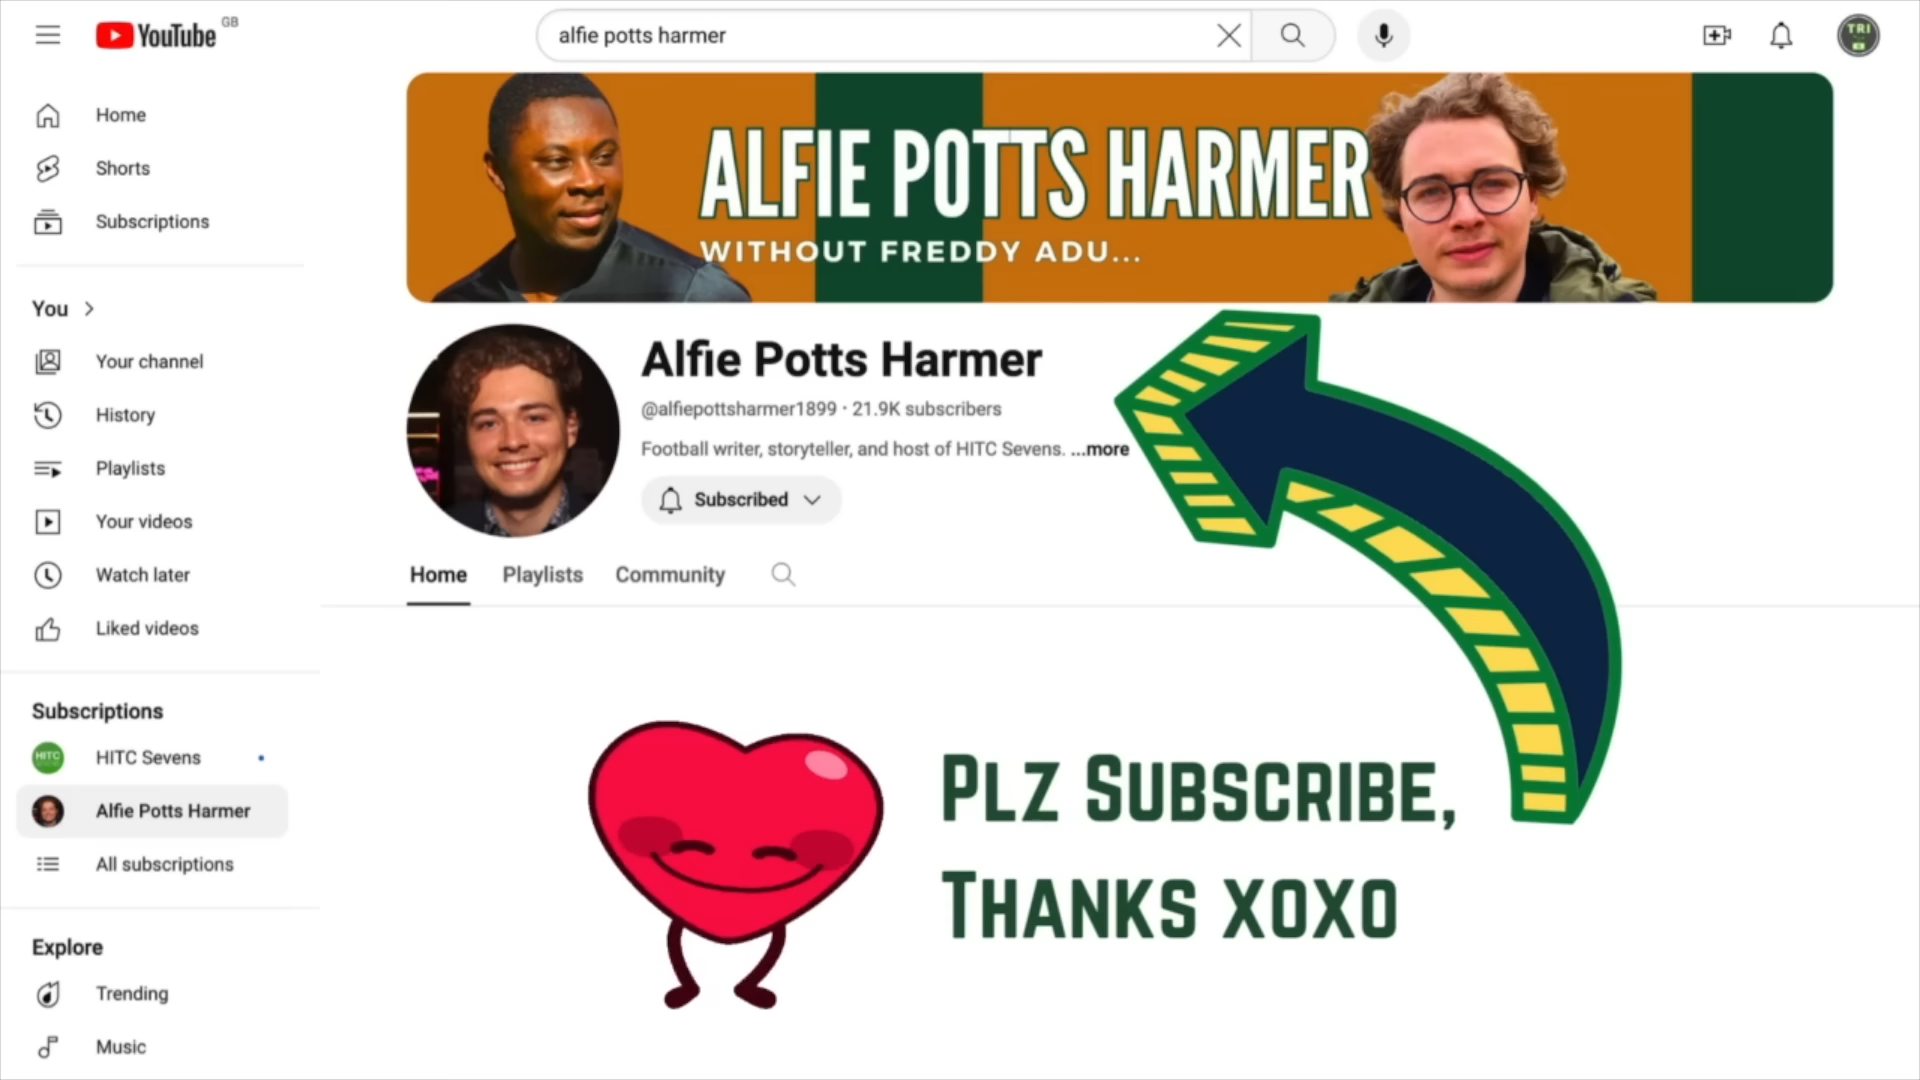 YouTube GB
alfie potts harmer
TRI
Home
Shorts
Subscriptions
You
Your channel
History
Playlists
Your videos
Watch later
Liked videos
Subscriptions
HITC
HITC Sevens
Alfie Potts Harmer
All subscriptions
Explore
Trending
Music
ALFIE POTTS HARMER
WITHOUT FREDDY ADU...
Alfie Potts Harmer
@alfiepottsharmer1899 · 21.9K subscribers
Football writer, storyteller, and host of HITC Sevens. ...more
Subscribed
Home Playlists Community
PLZ SUBSCRIBE,
THANKS XOXO